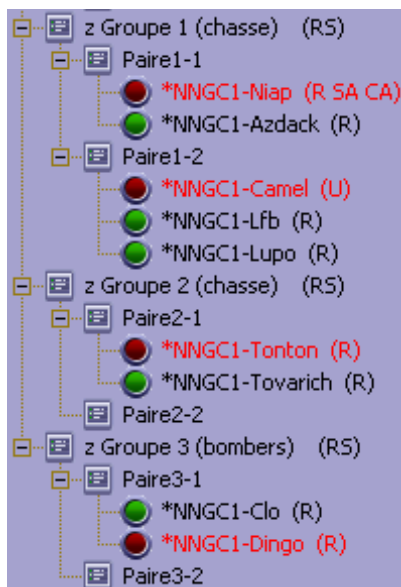 z Groupe 1 (chasse) (RS)
Paire1-1
*NNGC1-Niap (R SA CA)
*NNGC1-Azdack (R)
Paire1-2
*NNGC1-Camel (U)
*NNGC1-Lfb (R)
*NNGC1-Lupo (R)
z Groupe 2 (chasse) (RS)
Paire2-1
*NNGC1-Tonton (R)
*NNGC1-Tovarich (R)
Paire2-2
z Groupe 3 (bombers) (RS)
Paire3-1
*NNGC1-Clo (R)
*NNGC1-Dingo (R)
Paire3-2